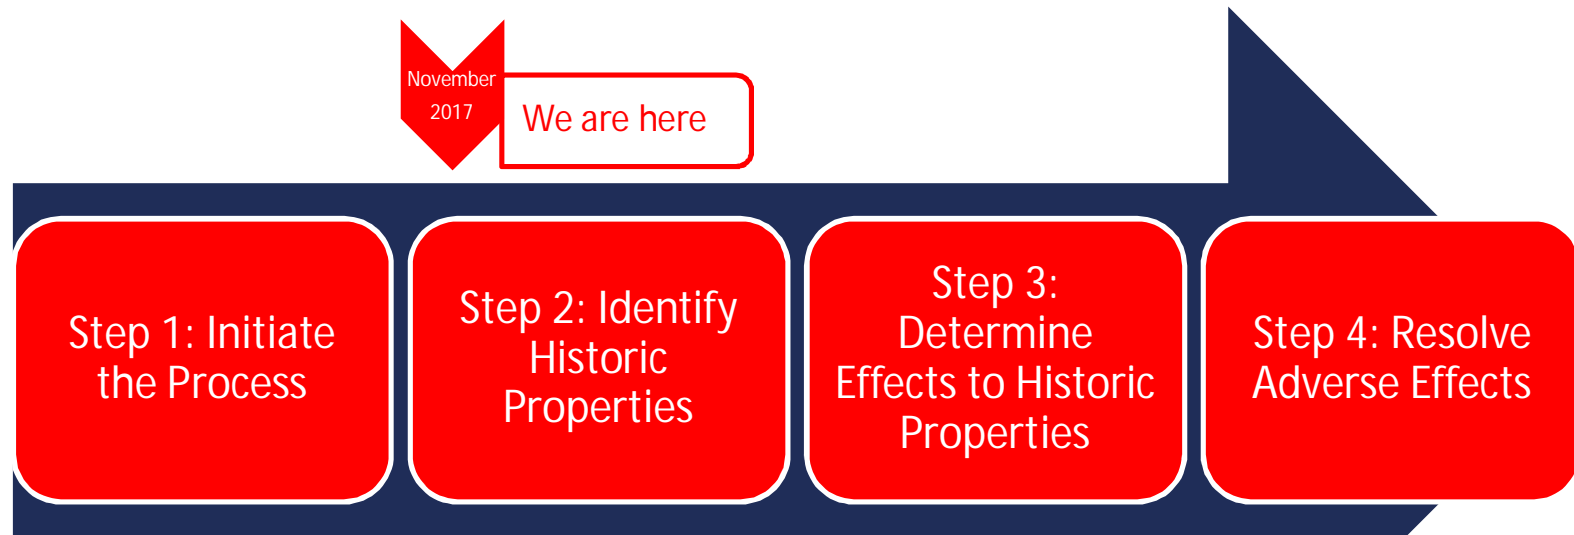 November
2017
We are here
Step 1: Initiate
the Process
Step 2: Identify
Historic
Properties
Step 3:
Determine
Effects to Historic
Properties
Step 4: Resolve
Adverse Effects